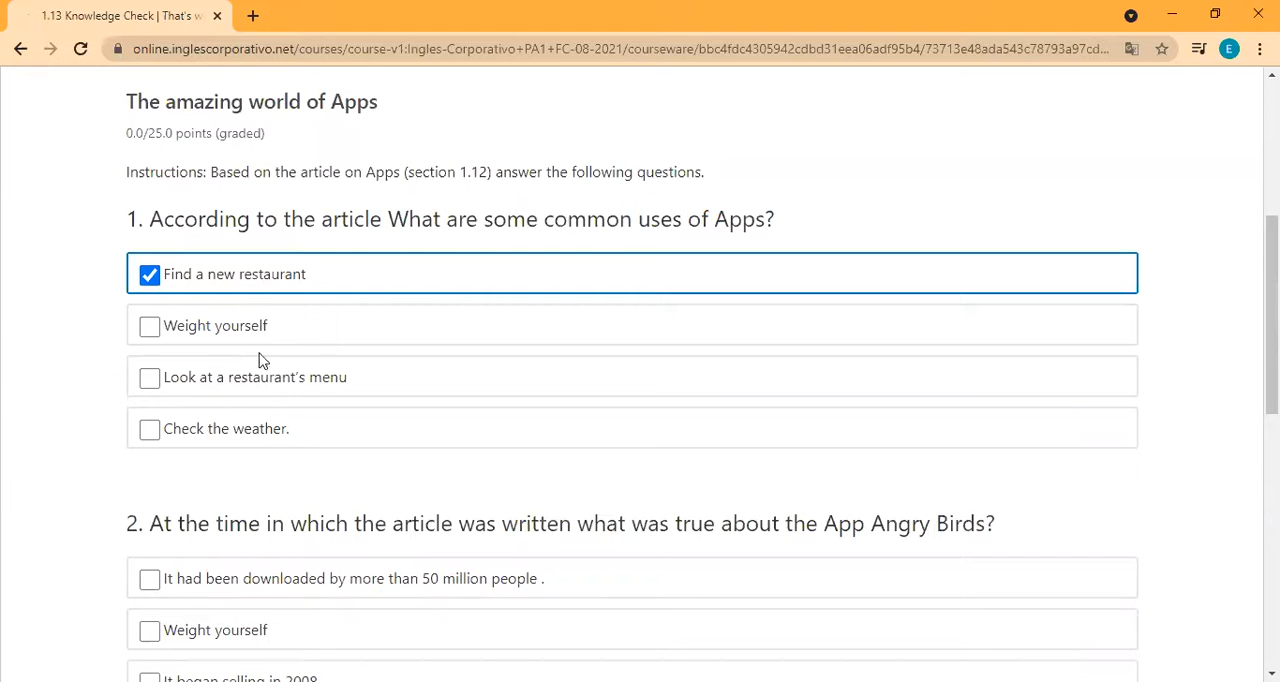 1.13 Knowledge Check | That's w
online.inglescorporativo.net/courses/course-v1:Ingles-Corporativo+PA1+FC-08-2021/courseware/bbc4fdc4305942cdbd31eea06adf95b4/73713e48ada543c78793a97cd...
E
The amazing world of Apps
0.0/25.0 points (graded)
Instructions: Based on the article on Apps (section 1.12) answer the following questions.
1. According to the article What are some common uses of Apps?
Find a new restaurant
Weight yourself
Look at a restaurant's menu
Check the weather.
2. At the time in which the article was written what was true about the App Angry Birds?
It had been downloaded by more than 50 million people .
Weight yourself
It began selling in 2008